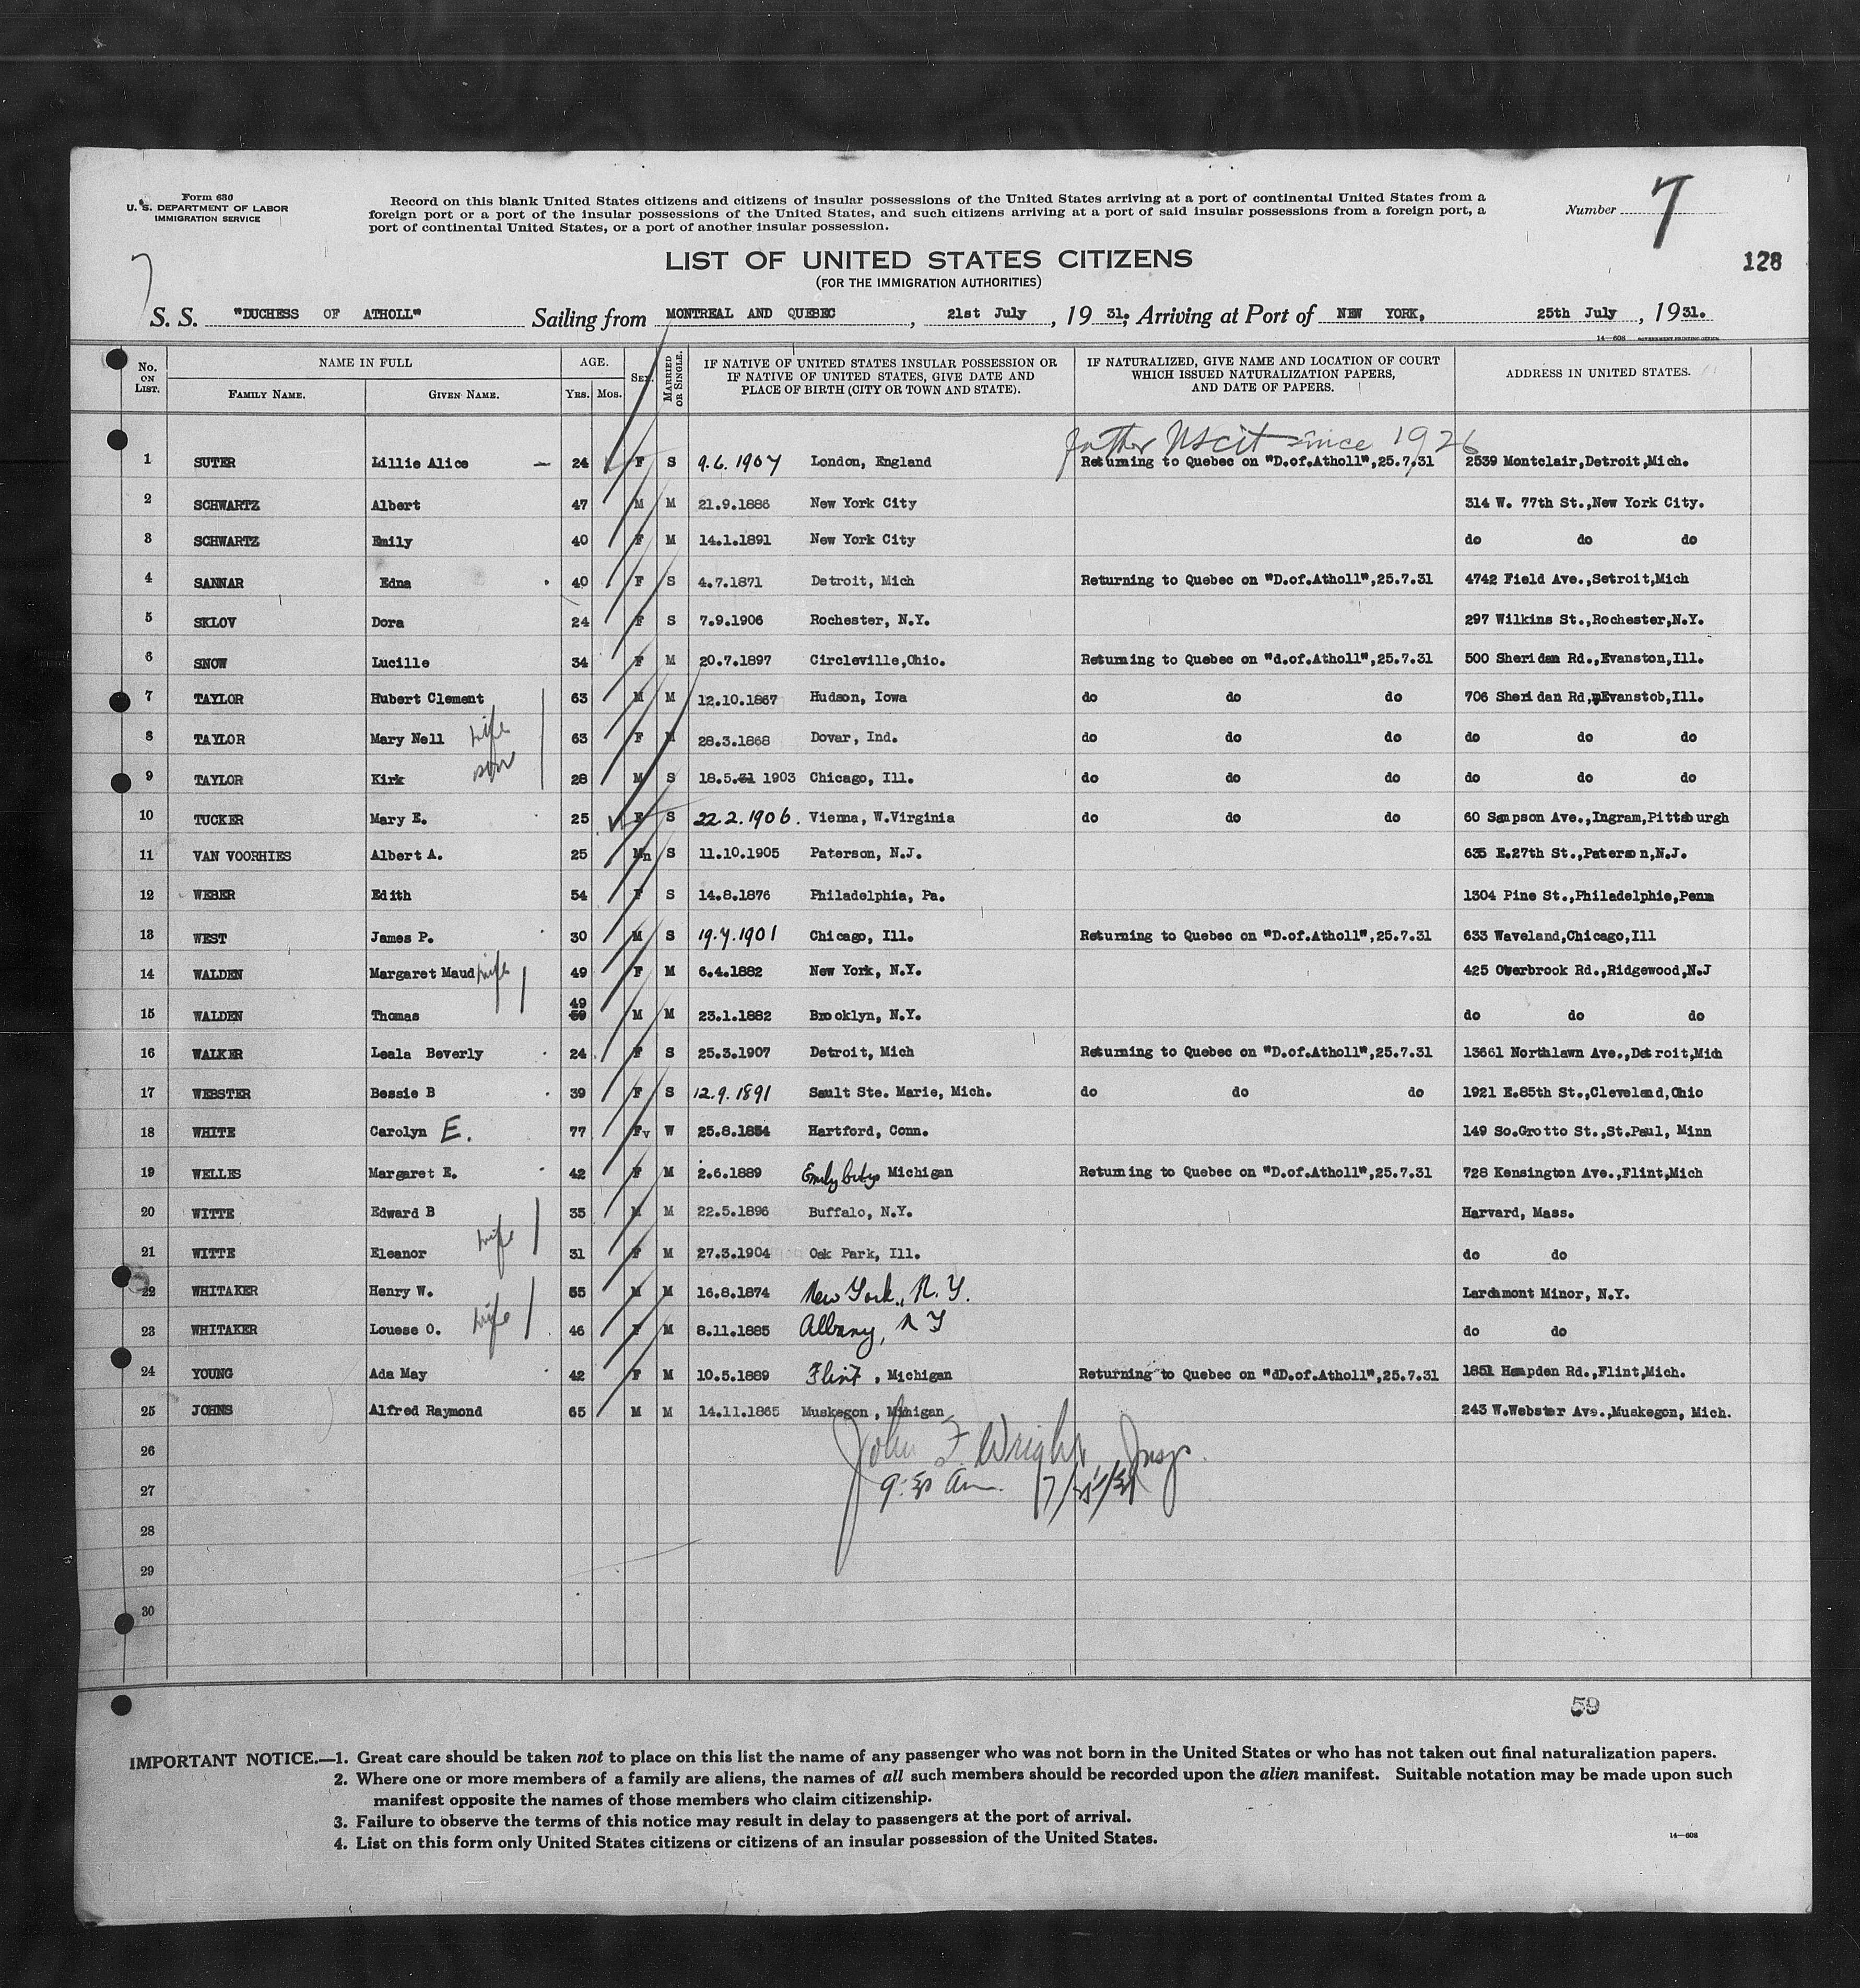 Form 630
U. S. DEPARTMENT OF LABOR
IMMIGRATION SERVICE
Record on this blank United States citizens and citizens of insular possessions of the United States arriving at a port of continental United States from a
foreign port or a port of the insular possessions of the United States, and such citizens arriving at a port of said insular possessions from a foreign port, a
port of continental United States, or a port of another insular possession.
Number 7
128
LIST OF UNITED STATES CITIZENS
(FOR THE IMMIGRATION AUTHORITIES)
7
S. S. "DUCHESS OF ATHOLL" Sailing from MONTREAL AND QUEBEC, 21st July, 19 31; Arriving at Port of NEW YORK, 25th July, 19 31.
14—608 GOVERNMENT PRINTING OFFICE
No. ON LIST. NAME IN FULL AGE. SEX. MARRIED OR SINGLE. IF NATIVE OF UNITED STATES INSULAR POSSESSION OR IF NATIVE OF UNITED STATES, GIVE DATE AND PLACE OF BIRTH (CITY OR TOWN AND STATE). IF NATURALIZED, GIVE NAME AND LOCATION OF COURT WHICH ISSUED NATURALIZATION PAPERS, AND DATE OF PAPERS. ADDRESS IN UNITED STATES.
FAMILY NAME. GIVEN NAME. YRS. Mos.
father US cit since 1926
1 SUTER Lillie Alice — 24 F S 9.6.1907 London, England Returning to Quebec on "D.of.Atholl",25.7.31 2539 Montclair,Detroit,Mich.
2 SCHWARTZ Albert 47 M M 21.9.1886 New York City 314 W. 77th St.,New York City.
3 SCHWARTZ Emily 40 F M 14.1.1891 New York City do do do
4 SANNAR Edna 40 F S 4.7.1871 Detroit, Mich Returning to Quebec on "D.of.Atholl",25.7.31 4742 Field Ave.,Setroit,Mich
5 SKLOV Dora 24 F S 7.9.1906 Rochester, N.Y. 297 Wilkins St.,Rochester,N.Y.
6 SNOW Lucille 34 F M 20.7.1897 Circleville,Ohio. Returning to Quebec on "d.of.Atholl",25.7.31 500 Sheridan Rd.,Evanston,Ill.
7 TAYLOR Hubert Clement 63 M M 12.10.1867 Hudson, Iowa do do do 706 Sheridan Rd,Evanstob,Ill.
8 TAYLOR Mary Nell wife 63 F M 28.3.1868 Dovar, Ind. do do do do do do
9 TAYLOR Kirk son 28 M S 18.5.31 1903 Chicago, Ill. do do do do do do
10 TUCKER Mary E. 25 F S 22.2.1906. Vienna, W.Virginia do do do 60 Sampson Ave.,Ingram,Pittsburgh
11 VAN VOORHIES Albert A. 25 Mn S 11.10.1905 Paterson, N.J. 635 E.27th St.,Paterson,N.J.
12 WEBER Edith 54 F S 14.8.1876 Philadelphia, Pa. 1304 Pine St.,Philadelphie,Penn
13 WEST James P. 30 M S 19.7.1901 Chicago, Ill. Returning to Quebec on "D.of.Atholl",25.7.31 633 Waveland,Chicago,Ill
14 WALDEN Margaret Maud wife 49 F M 6.4.1882 New York, N.Y. 425 Overbrook Rd.,Ridgewood,N.J
49
15 WALDEN Thomas 59 M M 23.1.1882 Brooklyn, N.Y. do do do
16 WALKER Leala Beverly 24 F S 25.3.1907 Detroit, Mich Returning to Quebec on "D.of.Atholl",25.7.31 13661 Northlawn Ave.,Detroit,Mich
17 WEBSTER Bessie B 39 F S 12.9.1891 Sault Ste. Marie, Mich. do do do 1921 E.85th St.,Cleveland,Ohio
18 WHITE Carolyn E. 77 Fv W 25.8.1854 Hartford, Conn. 149 So.Grotto St.,St.Paul, Minn
19 WELLES Margaret E. 42 F M 2.6.1889 Michigan Returning to Quebec on "D.of.Atholl",25.7.31 728 Kensington Ave.,Flint,Mich
20 WITTE Edward B 35 M M 22.5.1896 Buffalo, N.Y. Harvard, Mass.
21 WITTE Eleanor wife 31 F M 27.3.1904 Oak Park, Ill. do do
22 WHITAKER Henry W. 55 M M 16.8.1874 New York, N.Y. Larchmont Minor, N.Y.
23 WHITAKER Louese O. wife 46 F M 8.11.1885 Albany, N Y do do
24 YOUNG Ada May 42 F M 10.5.1889 Flint, Michigan Returning to Quebec on "dD.of.Atholl",25.7.31 1851 Hampden Rd.,Flint,Mich.
25 JOHNS Alfred Raymond 65 M M 14.11.1865 Muskegon, Mihigan 243 W.Webster Ave.,Muskegon, Mich.
26 John F. Wright, Insp.
27 9:30 Am. 7/25/31
28
29
30
59
IMPORTANT NOTICE.—1. Great care should be taken not to place on this list the name of any passenger who was not born in the United States or who has not taken out final naturalization papers.
2. Where one or more members of a family are aliens, the names of all such members should be recorded upon the alien manifest. Suitable notation may be made upon such
manifest opposite the names of those members who claim citizenship.
3. Failure to observe the terms of this notice may result in delay to passengers at the port of arrival.
4. List on this form only United States citizens or citizens of an insular possession of the United States.
14—608